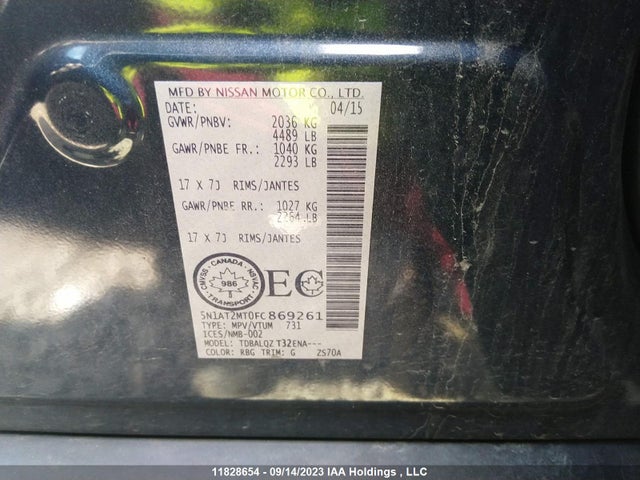 MFD BY NISSAN MOTOR CO., LTD.
DATE: 04/15
GVWR/PNBV: 2036 KG
4489 LB
GAWR/PNBE FR.: 1040 KG
2293 LB
17 X 7J RIMS/JANTES
GAWR/PNBE RR.: 1027 KG
2264 LB
17 X 7J RIMS/JANTES
CANADA
CMVSS 986 NSVAC
TRANSPORT
EC
5N1AT2MT0FC869261
TYPE: MPV/VTUM 731
ICES/NMB-002
MODEL: TDBALQZ T32ENA---
COLOR: RBG TRIM: G ZS70A
11828654 - 09/14/2023 IAA Holdings , LLC